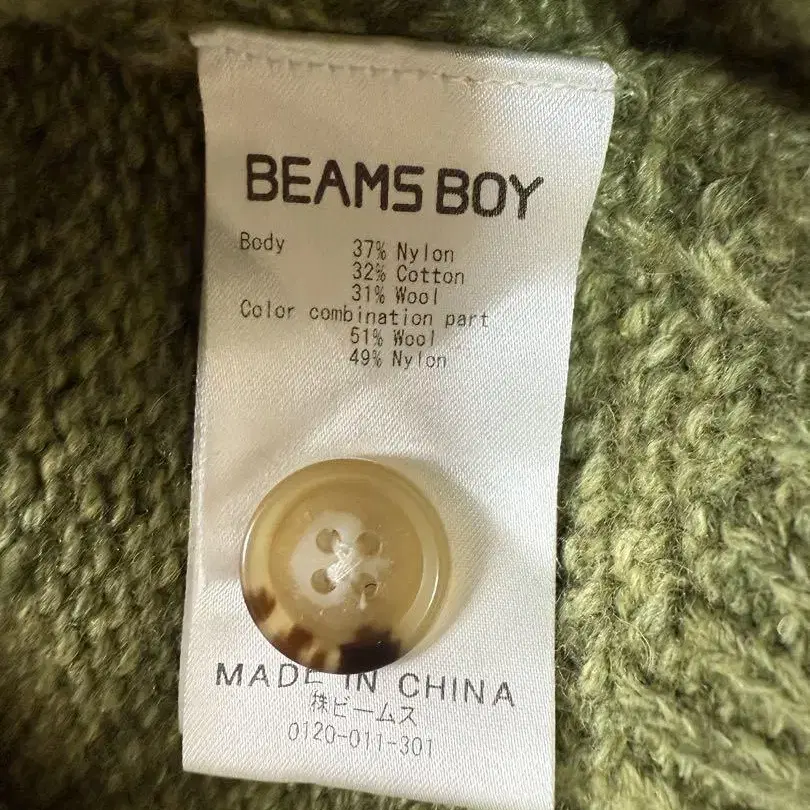 BEAMS BOY
Body 37% Nylon
32% Cotton
31% Wool
Color combination part
51% Wool
49% Nylon
MADE IN CHINA
㈱ビームス
0120-011-301